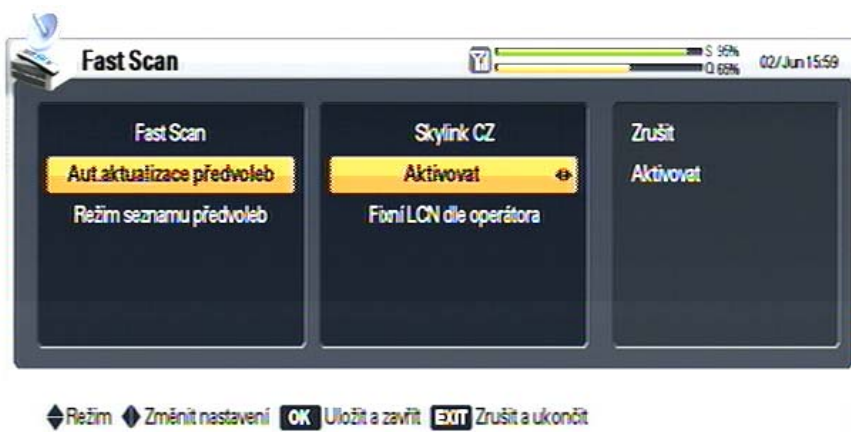 Fast Scan
S 95%
Q 65%
02/Jun 15:59
Fast Scan
Skylink CZ
Zrušit
Aut.aktualizace předvoleb
Aktivovat
Aktivovat
Režim seznamu předvoleb
Fixní LCN dle operátora
Režim Změnit nastavení OK Uložit a zavřít EXIT Zrušit a ukončit